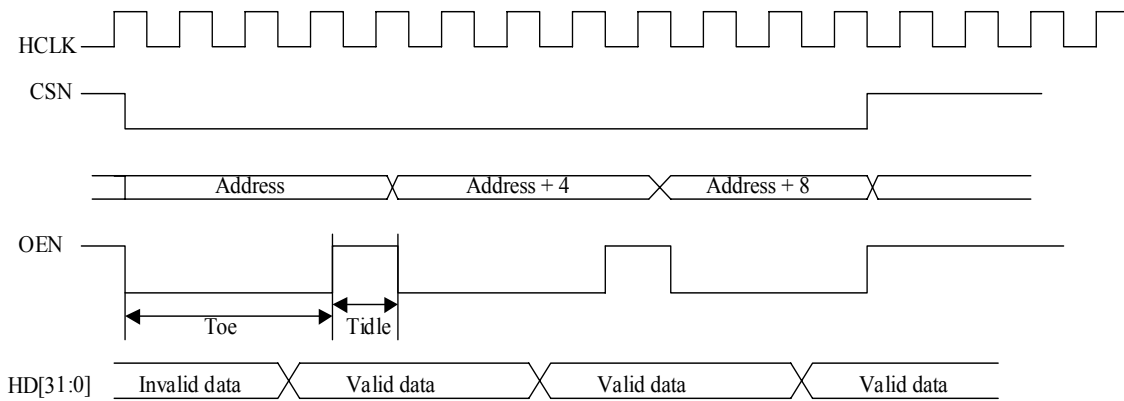 HCLK
CSN
Address Address + 4 Address + 8
OEN
Toe Tidle
HD[31:0] Invalid data Valid data Valid data Valid data